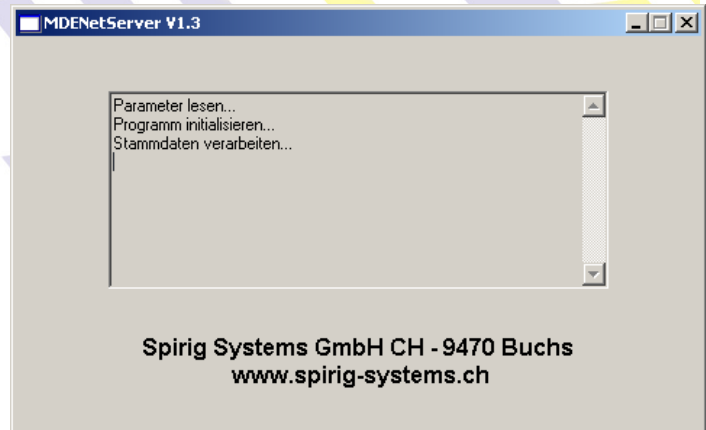 MDENetServer V1.3
Parameter lesen...
Programm initialisieren...
Stammdaten verarbeiten...
Spirig Systems GmbH CH - 9470 Buchs
www.spirig-systems.ch